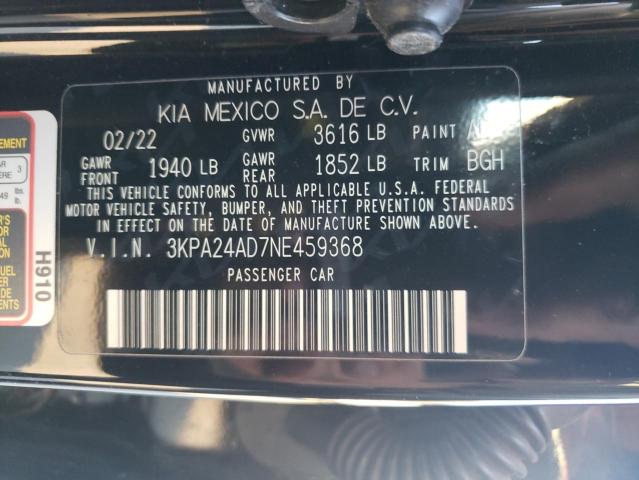 MANUFACTURED BY
KIA MEXICO S.A. DE C.V.
02/22 GVWR 3616 LB PAINT
GAWR FRONT 1940 LB GAWR REAR 1852 LB TRIM BGH
THIS VEHICLE CONFORMS TO ALL APPLICABLE U.S.A. FEDERAL
MOTOR VEHICLE SAFETY, BUMPER, AND THEFT PREVENTION STANDARDS
IN EFFECT ON THE DATE OF MANUFACTURE SHOWN ABOVE.
V.I.N. 3KPA24AD7NE459368
PASSENGER CAR
H910
3
lbs.